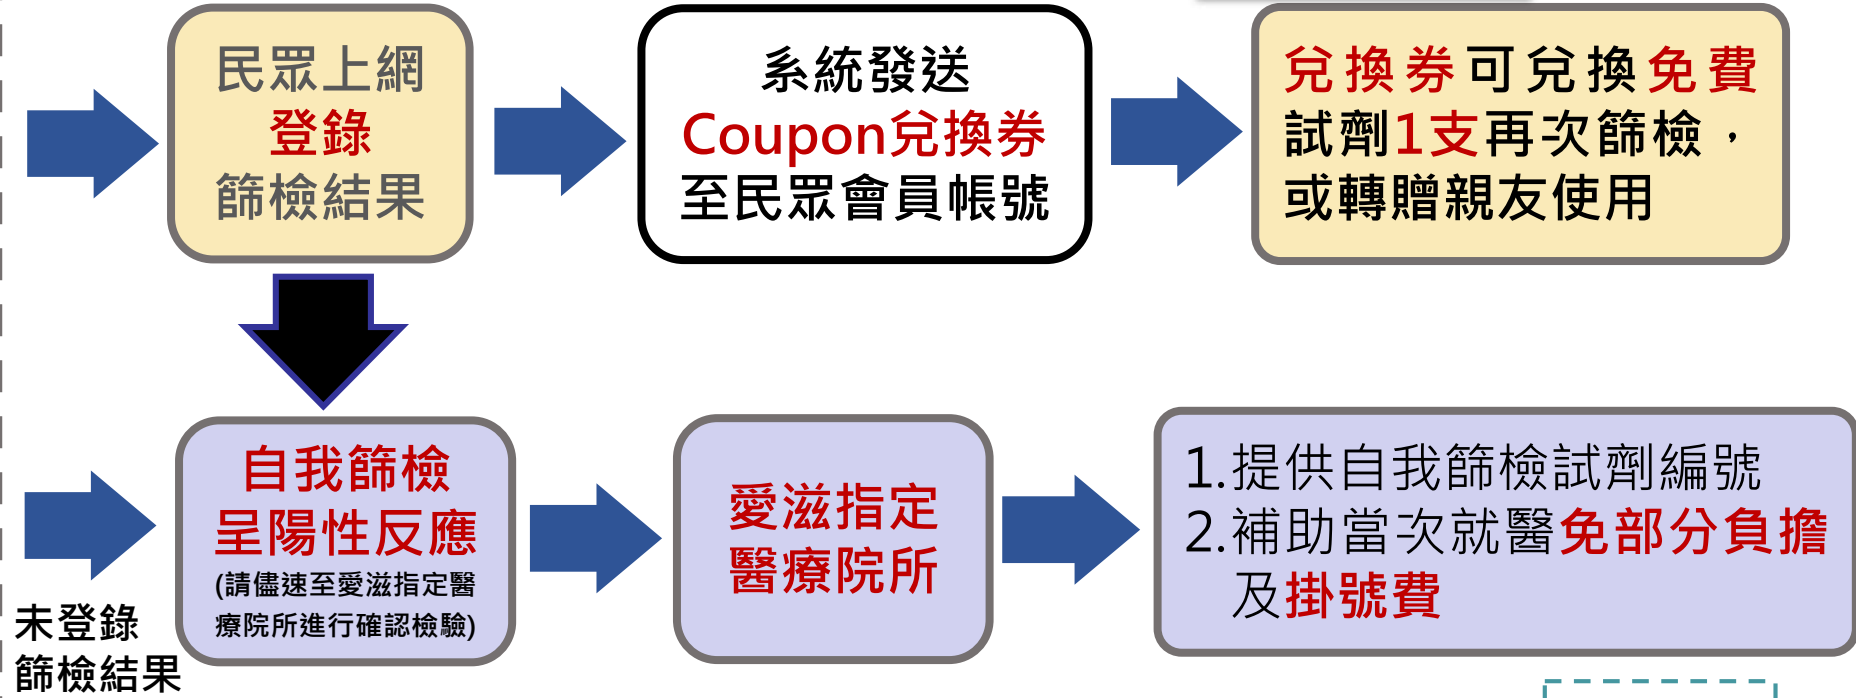 民眾上網
登錄
篩檢結果
系統發送
Coupon兌換券
至民眾會員帳號
兌換券可兌換免費
試劑1支再次篩檢，
或轉贈親友使用
自我篩檢
呈陽性反應
(請儘速至愛滋指定醫
療院所進行確認檢驗)
愛滋指定
醫療院所
1.提供自我篩檢試劑編號
2.補助當次就醫免部分負擔
及掛號費
未登錄
篩檢結果